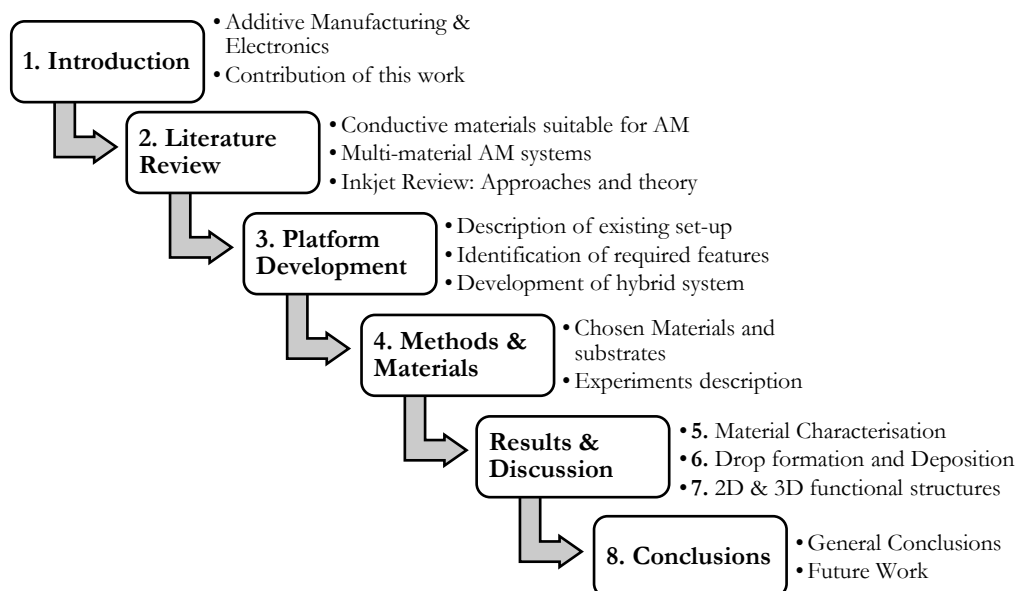 1. Introduction
• Additive Manufacturing &
Electronics
• Contribution of this work
2. Literature
Review
• Conductive materials suitable for AM
• Multi-material AM systems
• Inkjet Review: Approaches and theory
3. Platform
Development
• Description of existing set-up
• Identification of required features
• Development of hybrid system
4. Methods &
Materials
• Chosen Materials and
substrates
• Experiments description
Results &
Discussion
• 5. Material Characterisation
• 6. Drop formation and Deposition
• 7. 2D & 3D functional structures
8. Conclusions
• General Conclusions
• Future Work